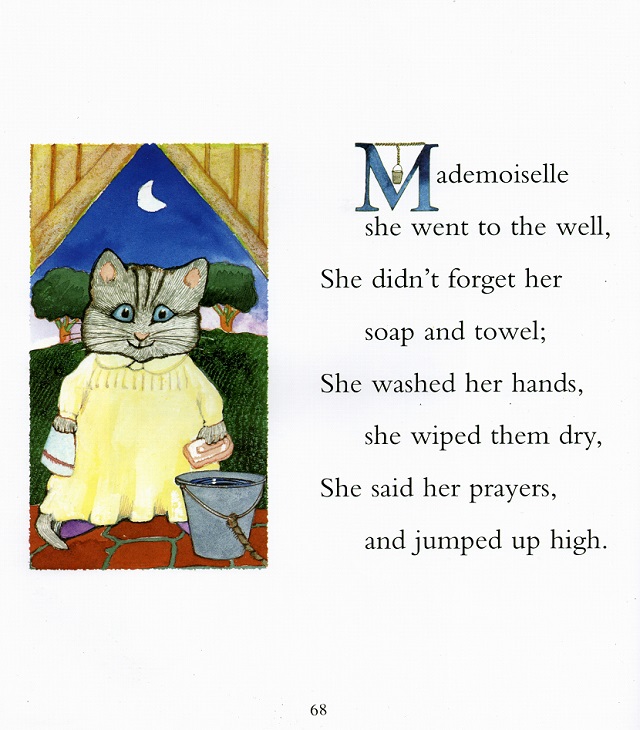 Mademoiselle
she went to the well,
She didn't forget her
soap and towel;
She washed her hands,
she wiped them dry,
She said her prayers,
and jumped up high.
68